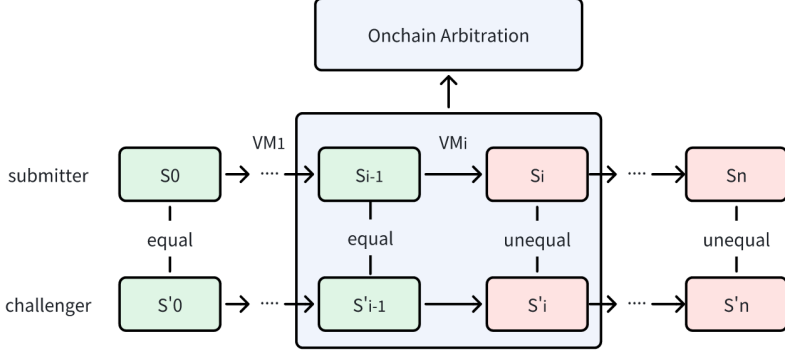 Onchain Arbitration
VM1 VMi
submitter S0 .... Si-1 Si .... Sn
equal equal unequal unequal
challenger S'0 .... S'i-1 S'i .... S'n